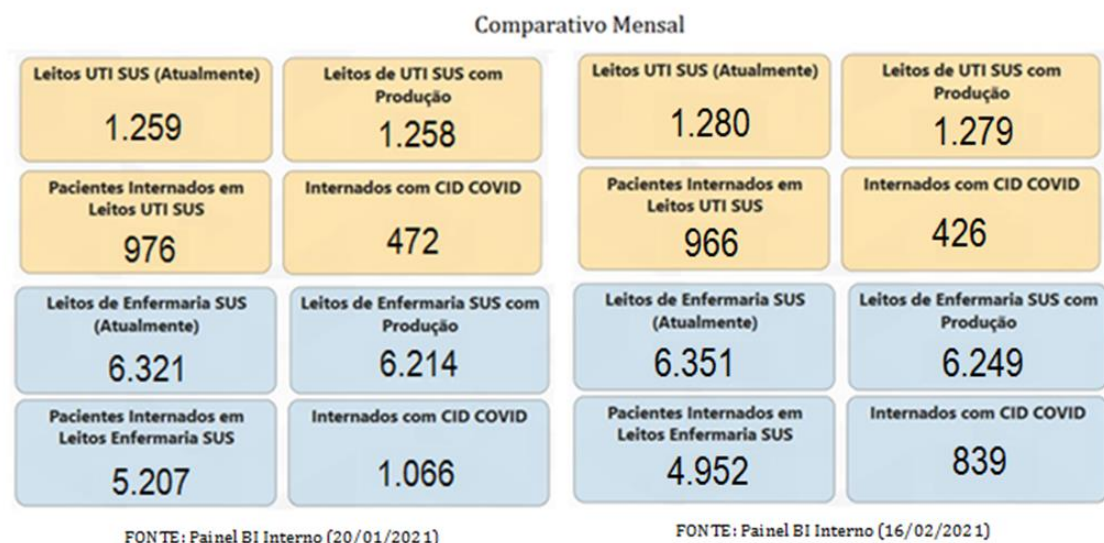 Comparativo Mensal
Leitos UTI SUS (Atualmente)
1.259
Leitos de UTI SUS com
Produção
1.258
Pacientes Internados em
Leitos UTI SUS
976
Internados com CID COVID
472
Leitos de Enfermaria SUS
(Atualmente)
6.321
Leitos de Enfermaria SUS com
Produção
6.214
Pacientes Internados em
Leitos Enfermaria SUS
5.207
Internados com CID COVID
1.066
FONTE: Painel BI Interno (20/01/2021)
Leitos UTI SUS (Atualmente)
1.280
Leitos de UTI SUS com
Produção
1.279
Pacientes Internados em
Leitos UTI SUS
966
Internados com CID COVID
426
Leitos de Enfermaria SUS
(Atualmente)
6.351
Leitos de Enfermaria SUS com
Produção
6.249
Pacientes Internados em
Leitos Enfermaria SUS
4.952
Internados com CID COVID
839
FONTE: Painel BI Interno (16/02/2021)